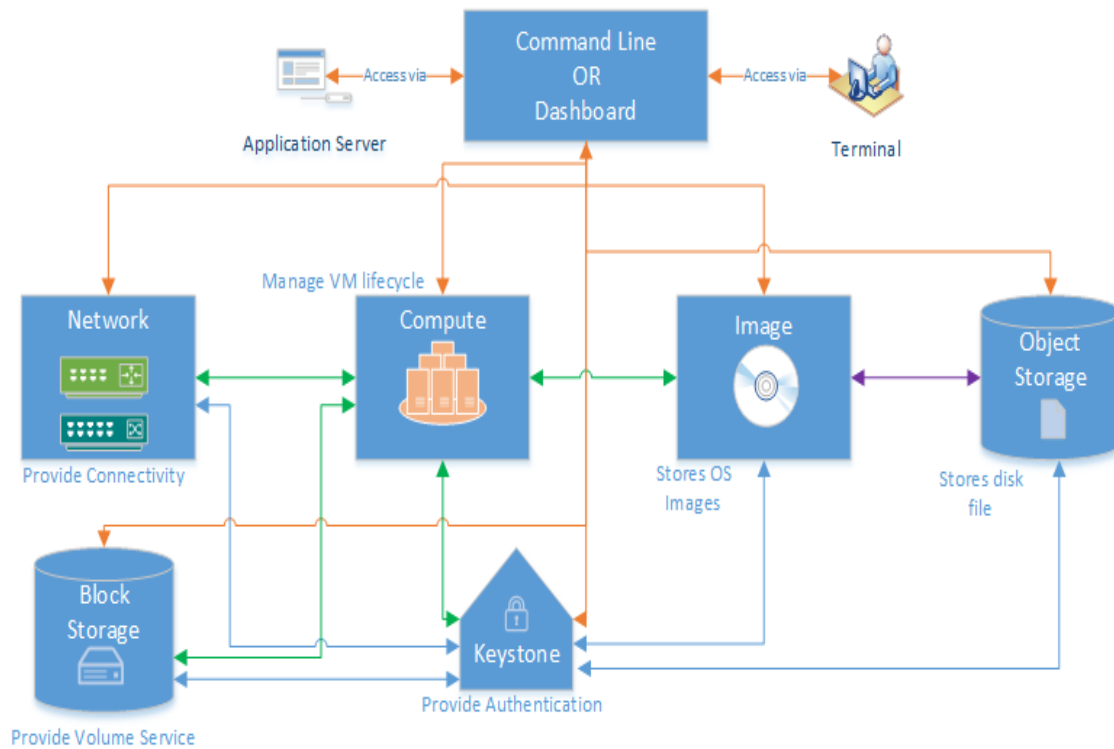 Command Line
OR
Dashboard
Access via
Access via
Application Server
Terminal
Manage VM lifecycle
Network
Compute
Image
Object
Storage
Provide Connectivity
Stores OS
Images
Stores disk
file
Block
Storage
Keystone
Provide Authentication
Provide Volume Service